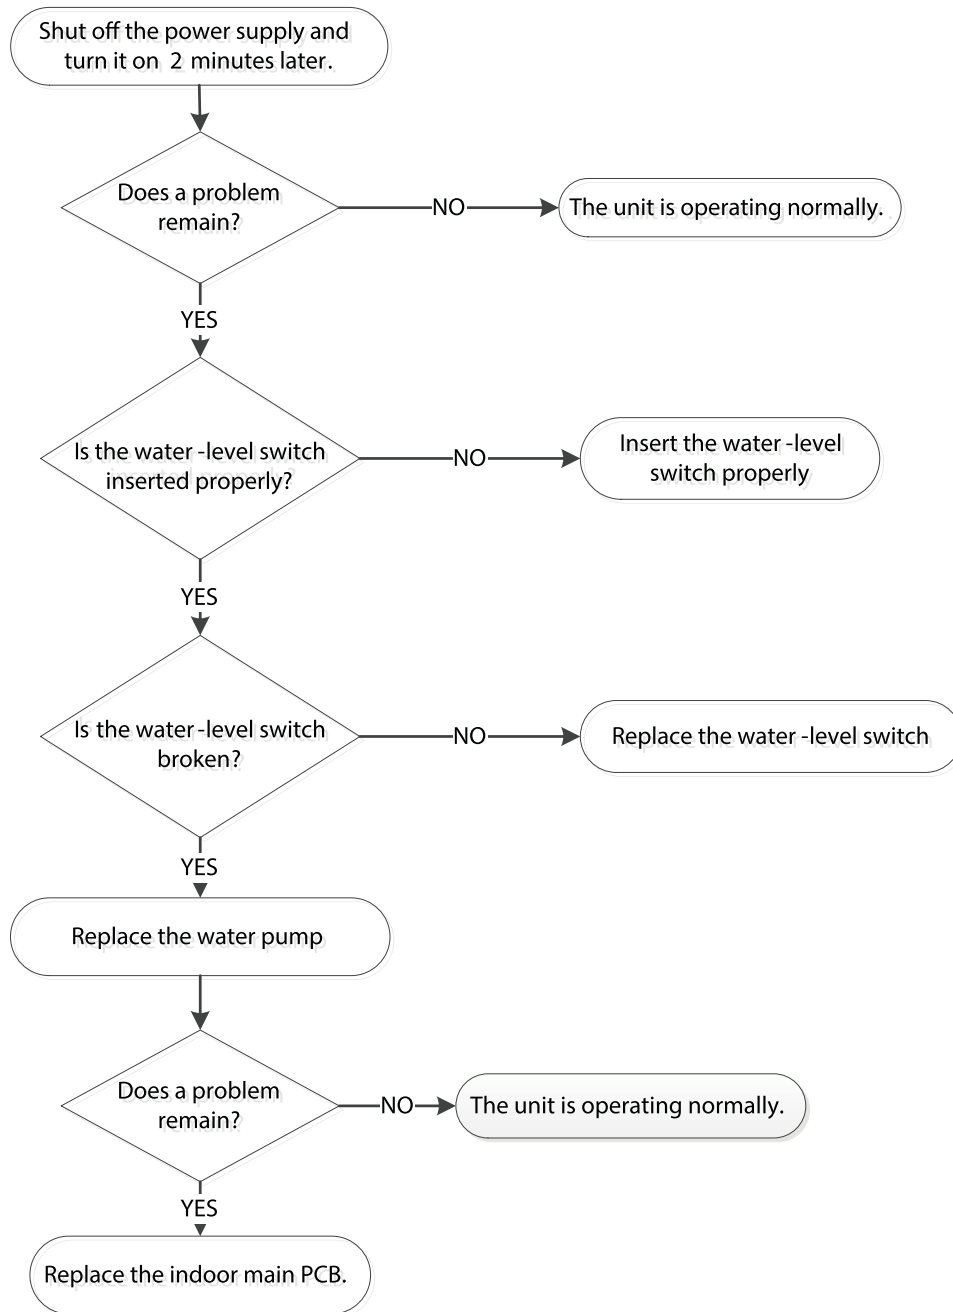 Shut off the power supply and
turn it on 2 minutes later.
Does a problem
remain?
NO
The unit is operating normally.
YES
Is the water-level switch
inserted properly?
NO
Insert the water-level
switch properly
YES
Is the water-level switch
broken?
NO
Replace the water-level switch
YES
Replace the water pump
Does a problem
remain?
NO
The unit is operating normally.
YES
Replace the indoor main PCB.